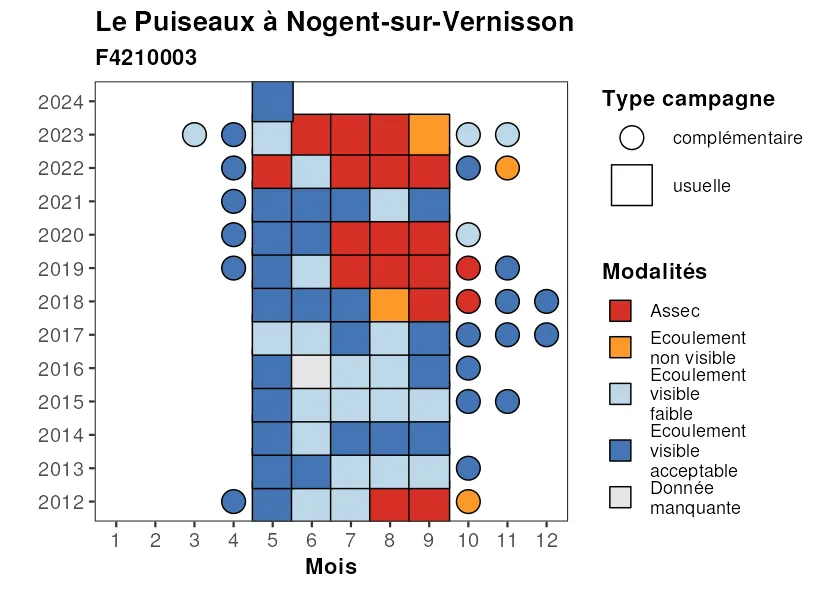 Le Puiseaux à Nogent-sur-Vernisson
F4210003
2024
2023
2022
2021
2020
2019
2018
2017
2016
2015
2014
2013
2012
1 2 3 4 5 6 7 8 9 10 11 12
Mois
Type campagne
complémentaire
usuelle
Modalités
Assec
Ecoulement
non visible
Ecoulement
visible
faible
Ecoulement
visible
acceptable
Donnée
manquante